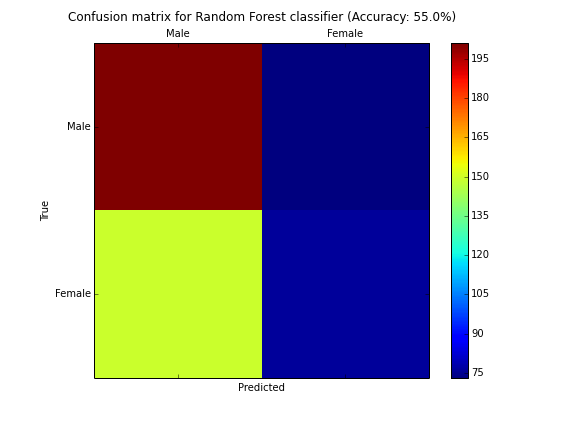 Confusion matrix for Random Forest classifier (Accuracy: 55.0%)
Male Female
195
180
Male
165
150
True
135
120
Female
105
90
75
Predicted